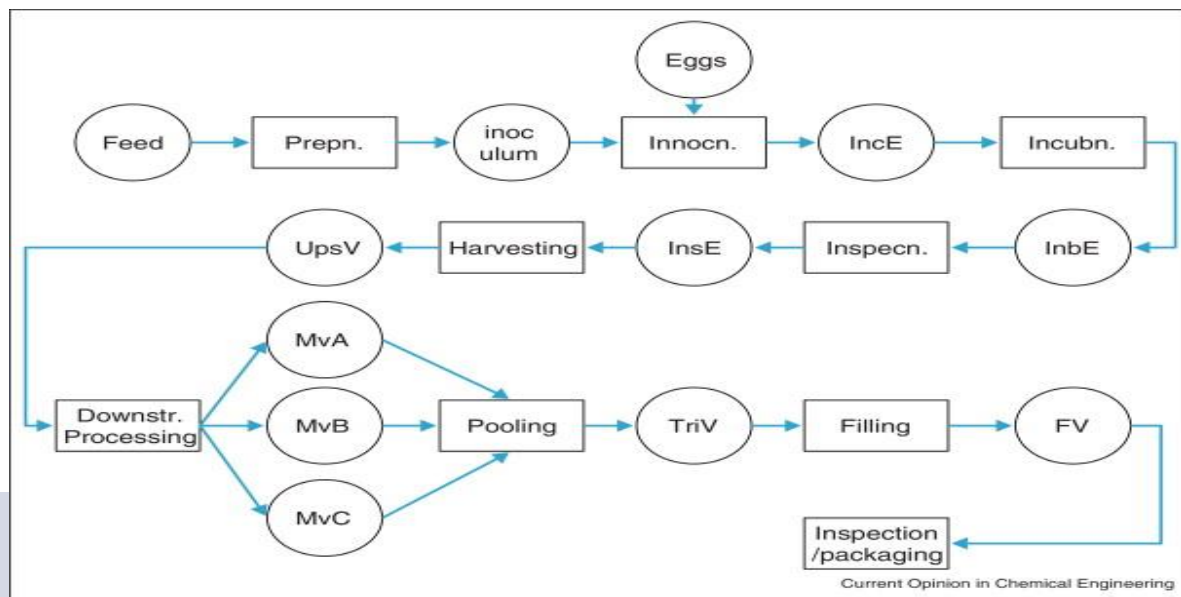 Eggs
Feed
Prepn.
inoc
ulum
Innocn.
IncE
Incubn.
UpsV
Harvesting
InsE
Inspecn.
InbE
MvA
Downstr.
Processing
MvB
Pooling
TriV
Filling
FV
MvC
Inspection
/packaging
Current Opinion in Chemical Engineering